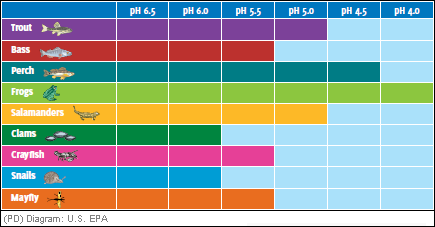 pH 6.5 pH 6.0 pH 5.5 pH 5.0 pH 4.5 pH 4.0
Trout
Bass
Perch
Frogs
Salamanders
Clams
Crayfish
Snails
Mayfly
(PD) Diagram: U.S. EPA